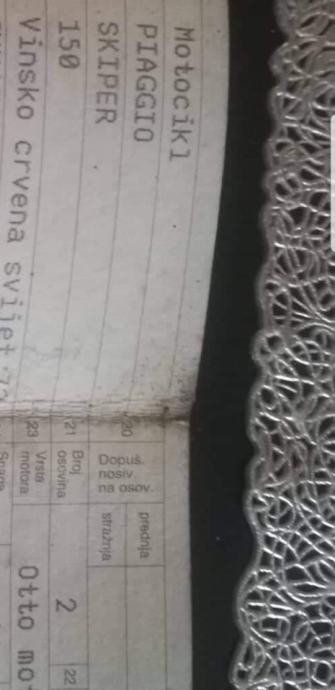 Motocikl
PIAGGIO
SKIPER
150
Vinsko crvena
20
Dopuš.
nosiv.
na osov.
prednja
stražnja
21
Broj
osovina
2
22
23
Vrsta
motora
Otto